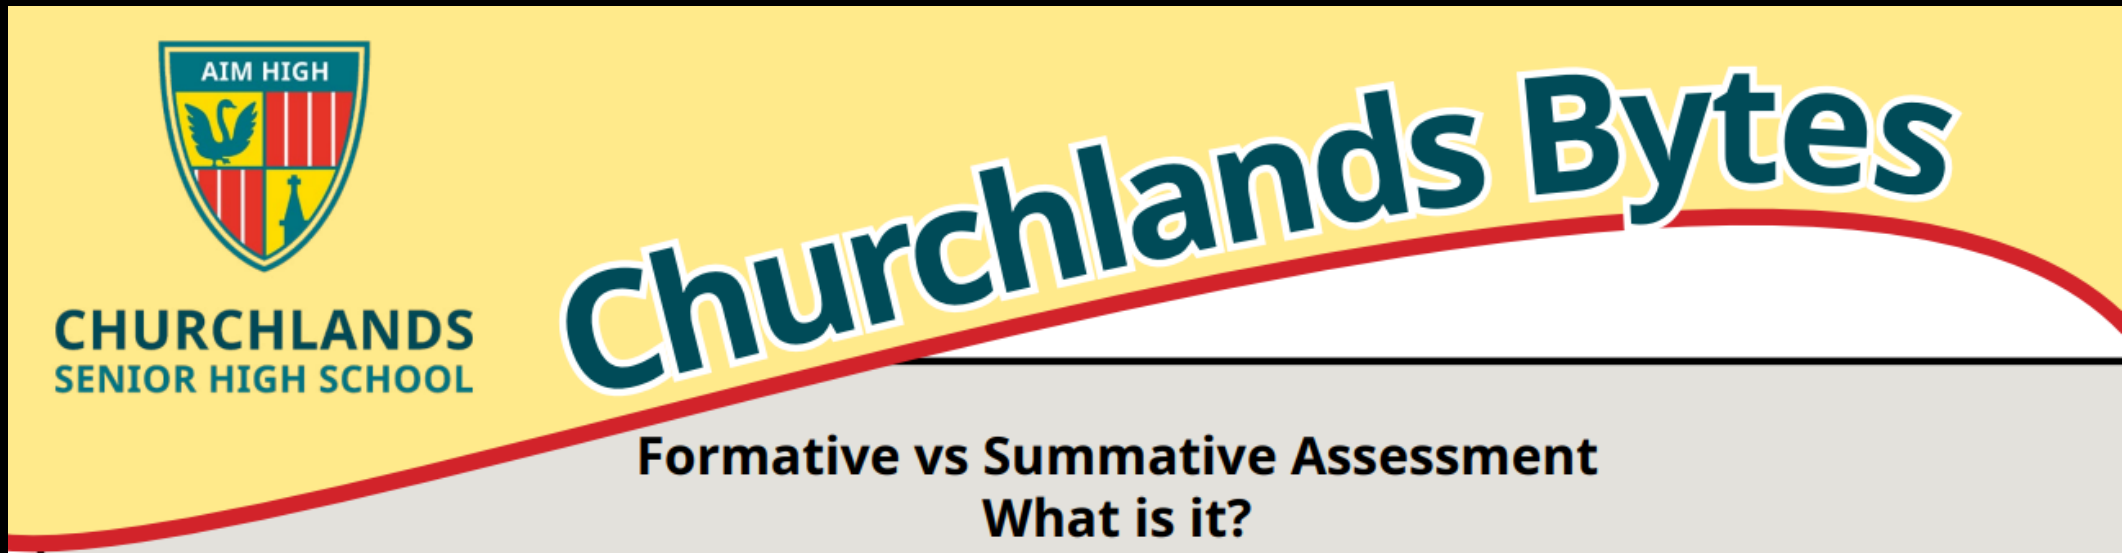 AIM HIGH
CHURCHLANDS
SENIOR HIGH SCHOOL
Churchlands Bytes
Formative vs Summative Assessment
What is it?